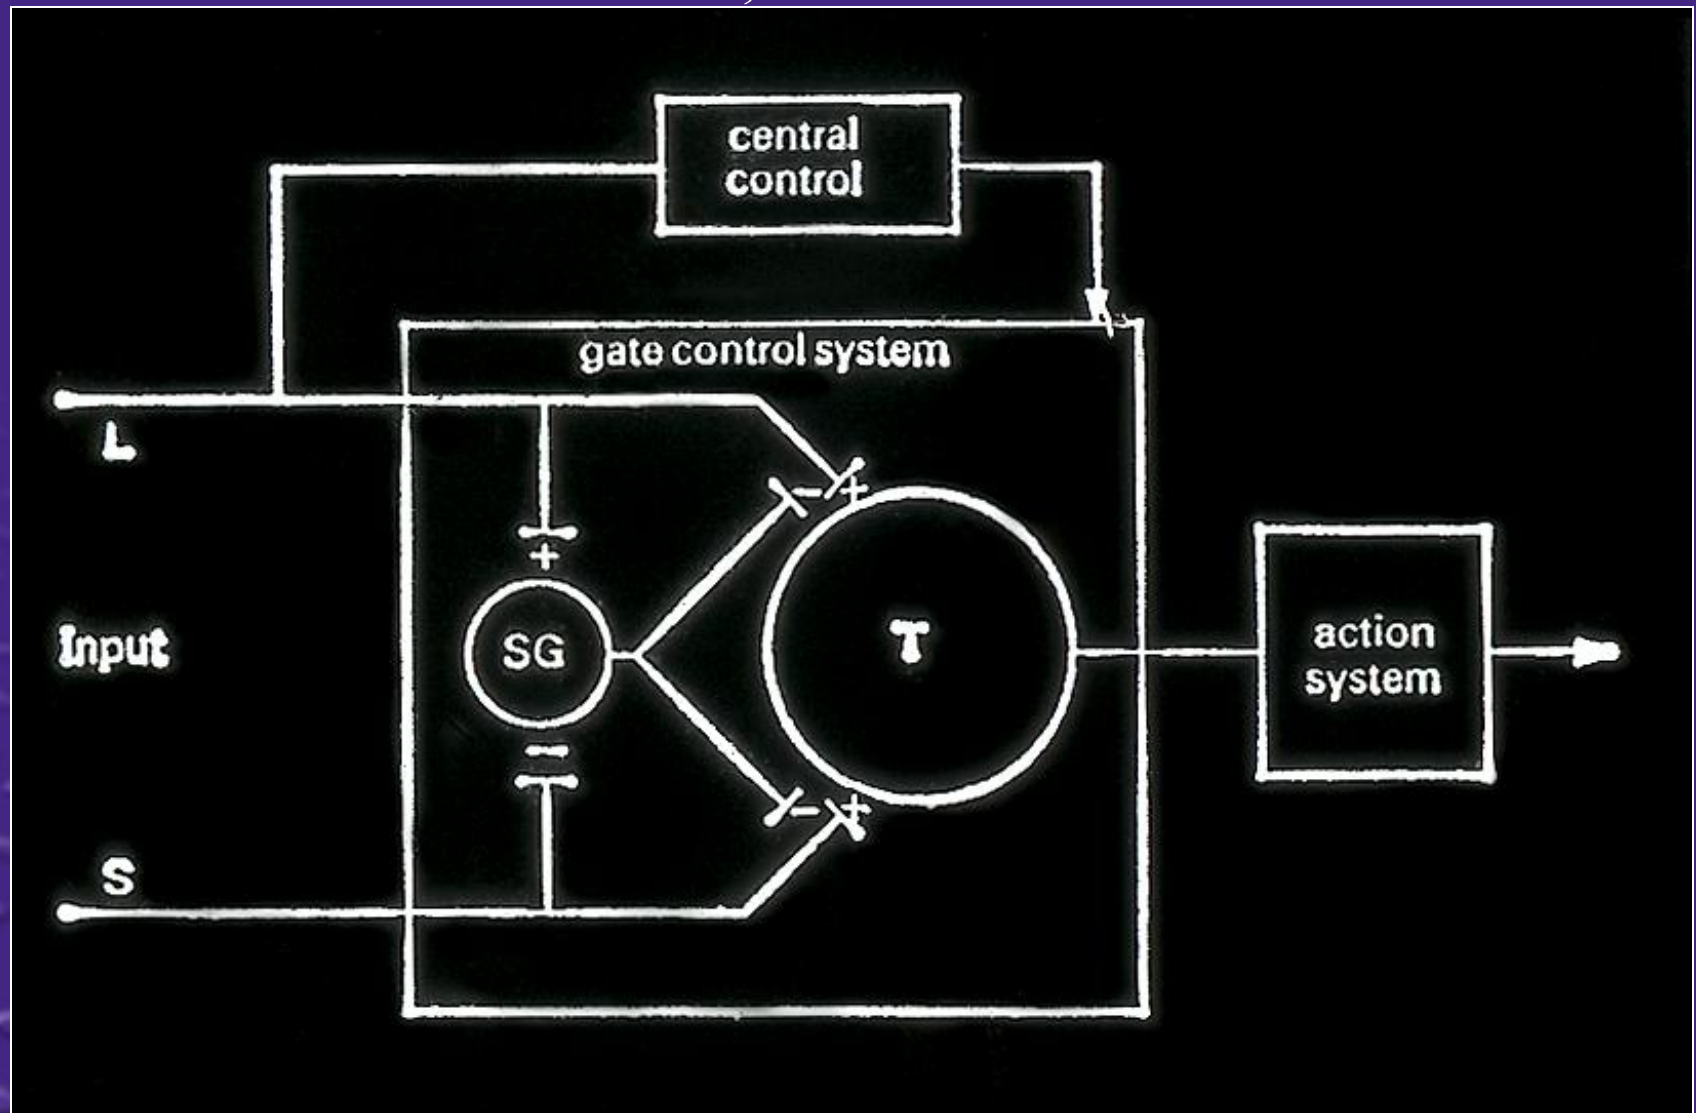 central
control
gate control system
L
+
- +
Input
SG
T
action
system
-
- +
S